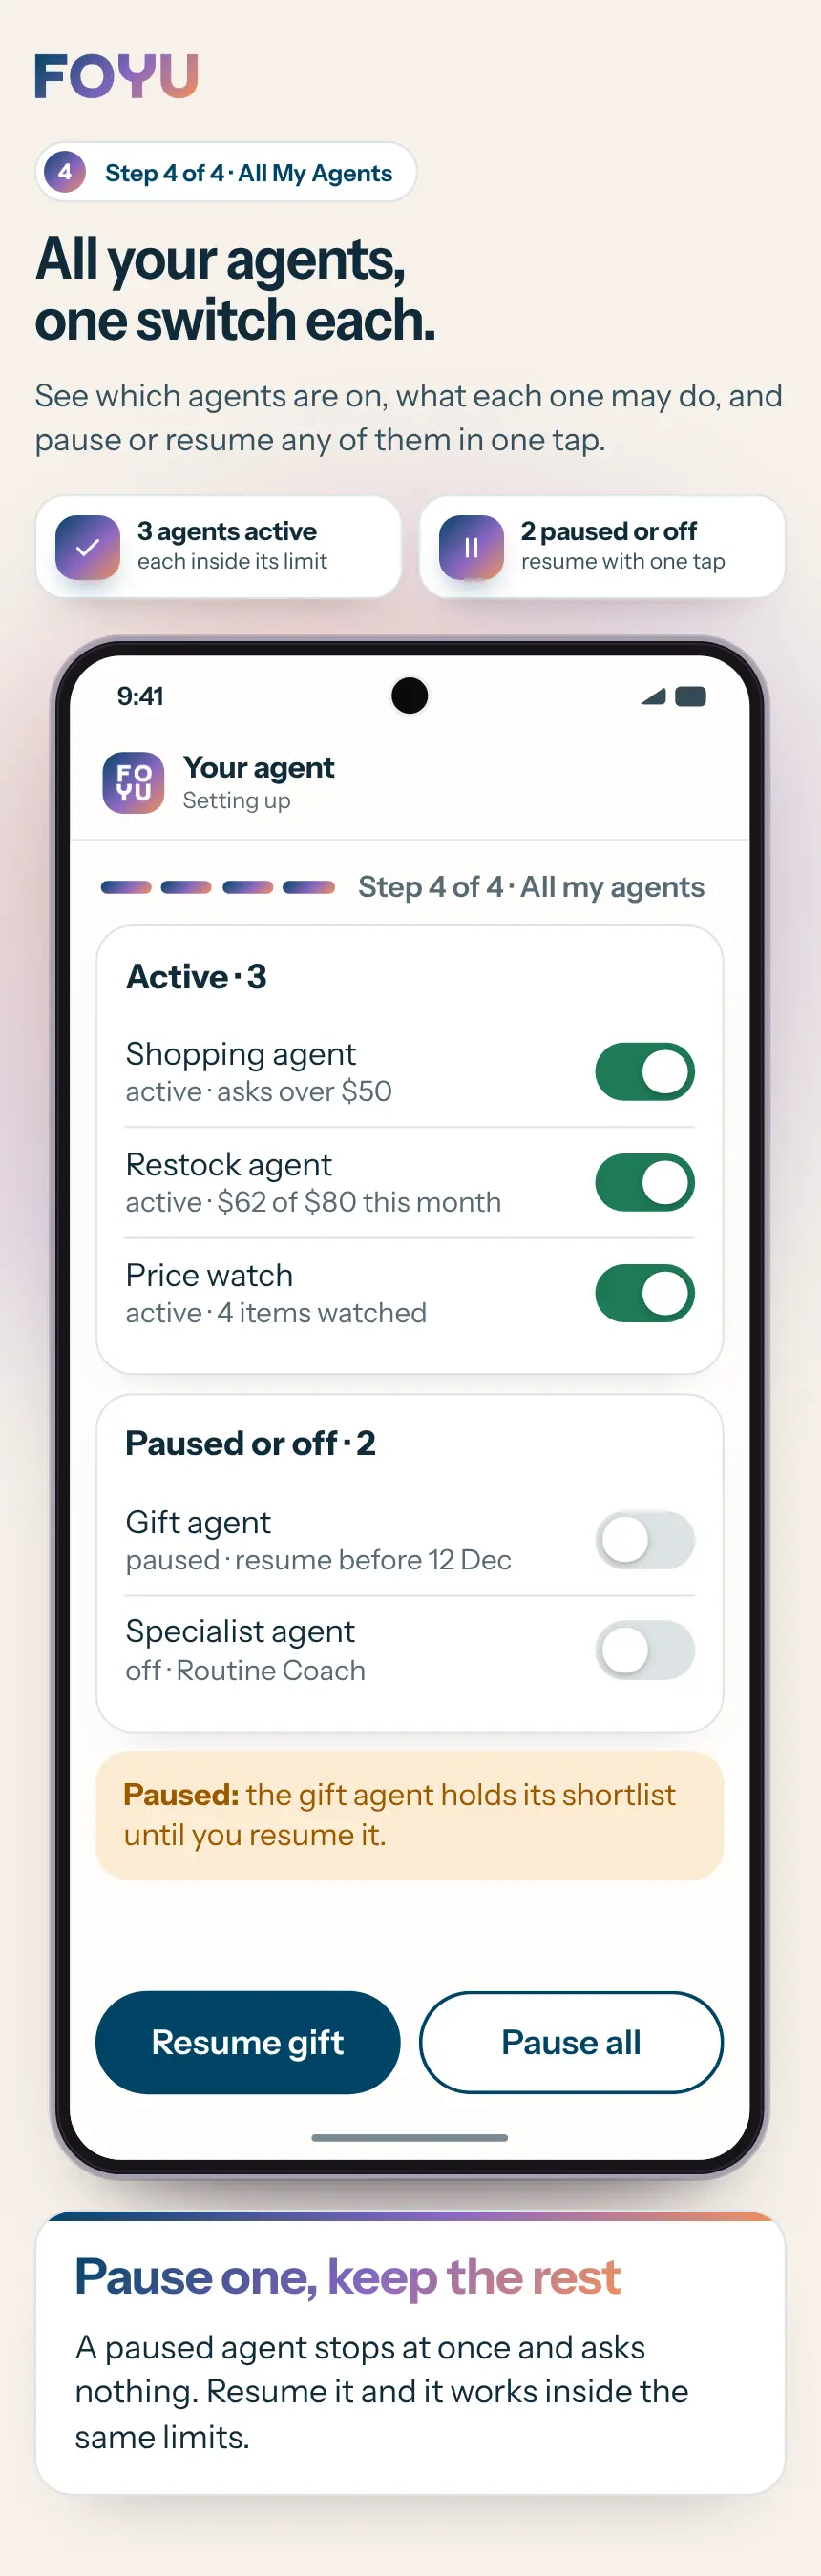 FOYU
4 Step 4 of 4 · All My Agents
All your agents,
one switch each.
See which agents are on, what each one may do, and
pause or resume any of them in one tap.
3 agents active
each inside its limit
2 paused or off
resume with one tap
9:41
FO
YU
Your agent
Setting up
Step 4 of 4 · All my agents
Active · 3
Shopping agent
active · asks over $50
Restock agent
active · $62 of $80 this month
Price watch
active · 4 items watched
Paused or off · 2
Gift agent
paused · resume before 12 Dec
Specialist agent
off · Routine Coach
Paused: the gift agent holds its shortlist
until you resume it.
Resume gift
Pause all
Pause one, keep the rest
A paused agent stops at once and asks
nothing. Resume it and it works inside the
same limits.